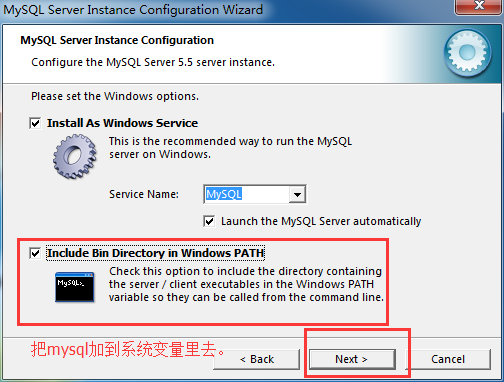 MySQL Server Instance Configuration Wizard
MySQL Server Instance Configuration
Configure the MySQL Server 5.5 server instance.
Please set the Windows options.
Install As Windows Service
This is the recommended way to run the MySQL
server on Windows.
Service Name:
MySQL
Launch the MySQL Server automatically
Include Bin Directory in Windows PATH
Check this option to include the directory containing
the server / client executables in the Windows PATH
variable so they can be called from the command line.
MySQL>_
把mysql加到系统变量里去。
< Back
Next >
Cancel